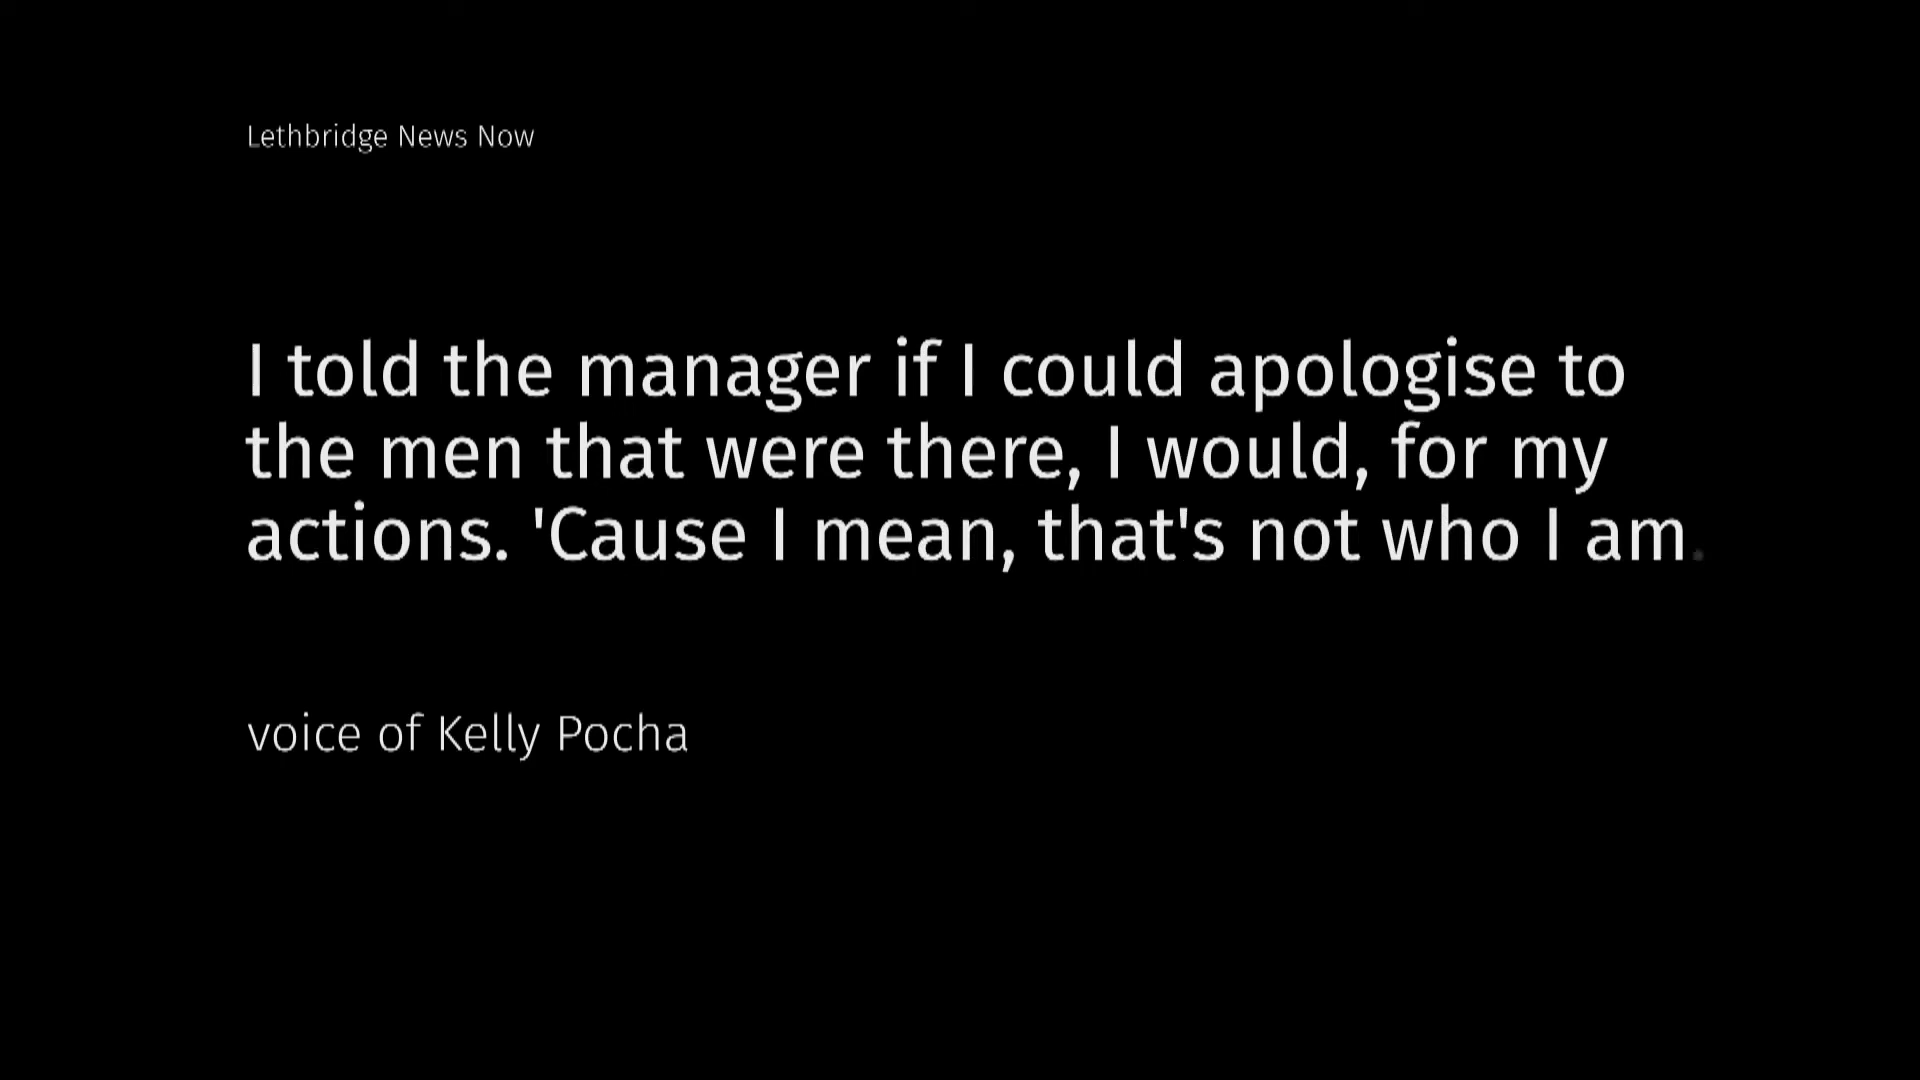 Lethbridge News Now
I told the manager if I could apologise to
the men that were there, I would, for my
actions. 'Cause I mean, that's not who I am.
voice of Kelly Pocha